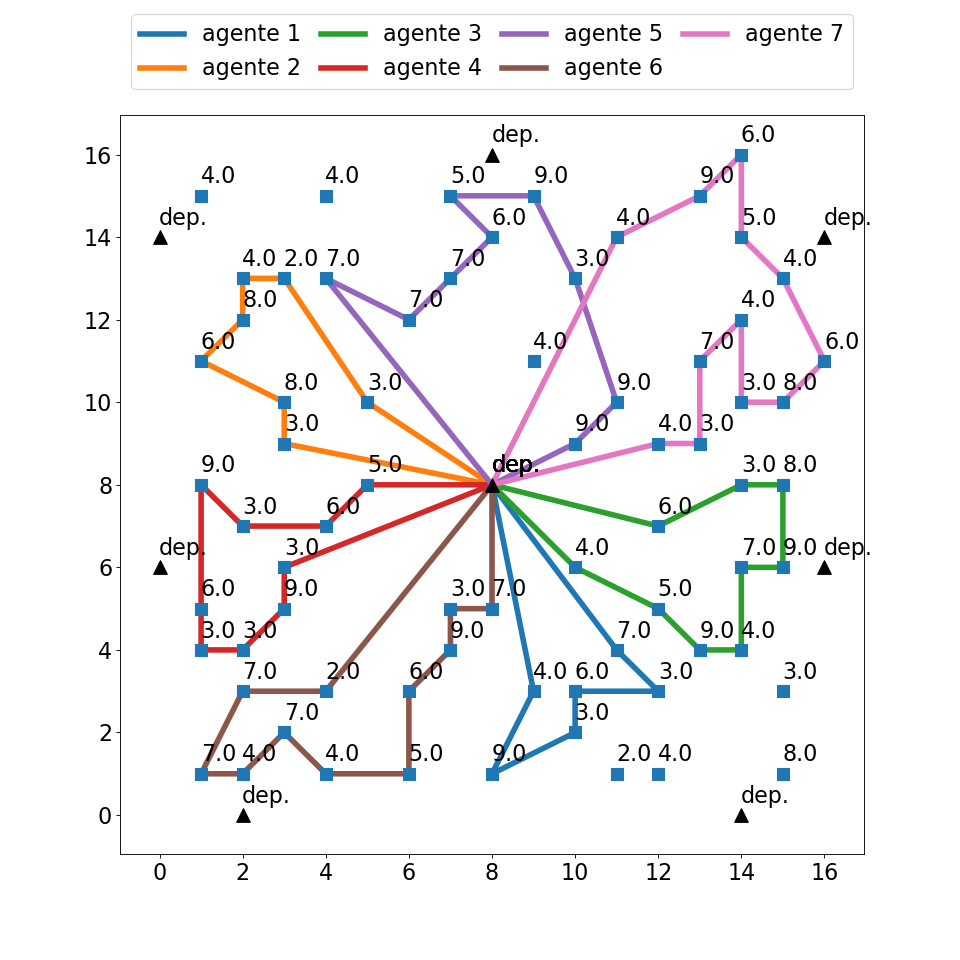 agente 1 agente 3 agente 5 agente 7
agente 2 agente 4 agente 6
dep. 6.0
16
4.0 4.0 5.0 9.0 9.0
dep. 6.0 4.0 5.0 dep.
14
4.0 2.0 7.0 7.0 3.0 4.0
8.0 7.0 4.0
12
6.0 4.0 7.0 6.0
8.0 3.0 9.0 3.0 8.0
10
3.0 9.0 4.0 3.0
9.0 5.0 dep. 3.0 8.0
8
3.0 6.0 6.0
dep. 3.0 4.0 7.0 9.0 dep.
6
6.0 9.0 3.0 7.0 5.0
3.0 3.0 9.0 7.0 9.0 4.0
4
7.0 2.0 6.0 4.0 6.0 3.0 3.0
7.0 3.0
2
7.0 4.0 4.0 5.0 9.0 2.0 4.0 8.0
dep. dep.
0
0 2 4 6 8 10 12 14 16